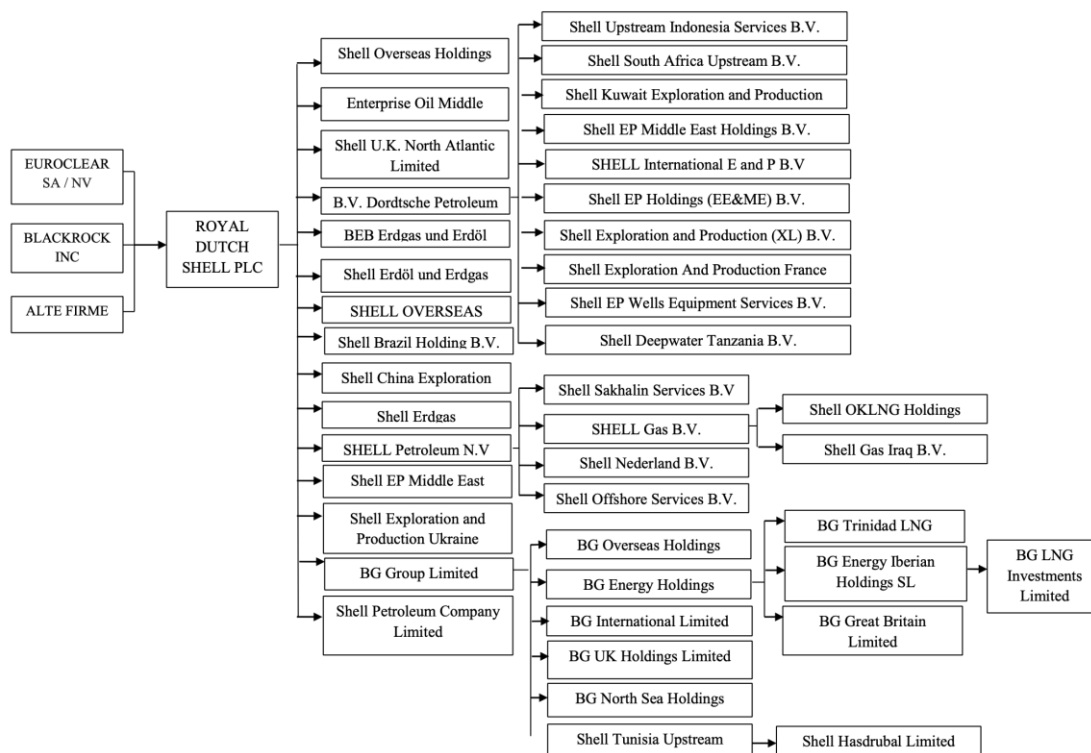 EUROCLEAR
SA / NV
BLACKROCK
INC
ALTE FIRME
ROYAL
DUTCH
SHELL PLC
Shell Overseas Holdings
Enterprise Oil Middle
Shell U.K. North Atlantic
Limited
B.V. Dordtsche Petroleum
BEB Erdgas und Erdöl
Shell Erdöl und Erdgas
SHELL OVERSEAS
Shell Brazil Holding B.V.
Shell China Exploration
Shell Erdgas
SHELL Petroleum N.V
Shell EP Middle East
Shell Exploration and
Production Ukraine
BG Group Limited
Shell Petroleum Company
Limited
Shell Upstream Indonesia Services B.V.
Shell South Africa Upstream B.V.
Shell Kuwait Exploration and Production
Shell EP Middle East Holdings B.V.
SHELL International E and P B.V
Shell EP Holdings (EE&ME) B.V.
Shell Exploration and Production (XL) B.V.
Shell Exploration And Production France
Shell EP Wells Equipment Services B.V.
Shell Deepwater Tanzania B.V.
Shell Sakhalin Services B.V
SHELL Gas B.V.
Shell Nederland B.V.
Shell Offshore Services B.V.
Shell OKLNG Holdings
Shell Gas Iraq B.V.
BG Overseas Holdings
BG Energy Holdings
BG International Limited
BG UK Holdings Limited
BG North Sea Holdings
Shell Tunisia Upstream
BG Trinidad LNG
BG Energy Iberian
Holdings SL
BG Great Britain
Limited
BG LNG
Investments
Limited
Shell Hasdrubal Limited